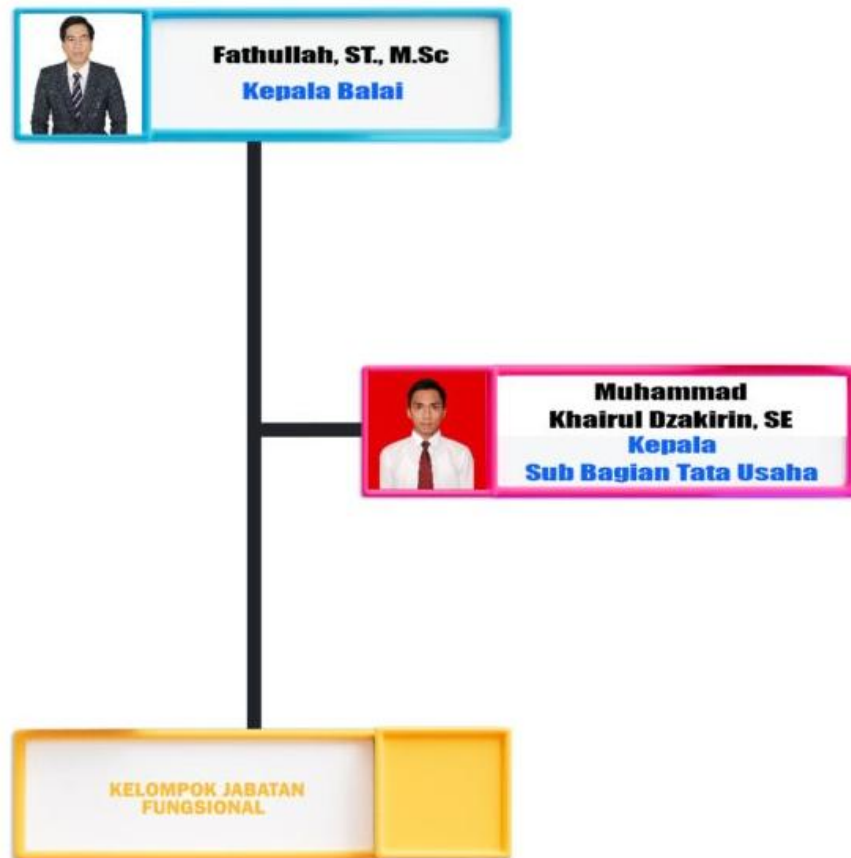 Fathullah, ST., M.Sc
Kepala Balai
Muhammad
Khairul Dzakirin, SE
Kepala
Sub Bagian Tata Usaha
KELOMPOK JABATAN
FUNGSIONAL